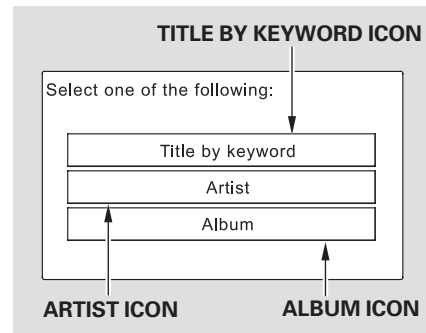 TITLE BY KEYWORD ICON
Select one of the following:
Title by keyword
Artist
Album
ARTIST ICON
ALBUM ICON